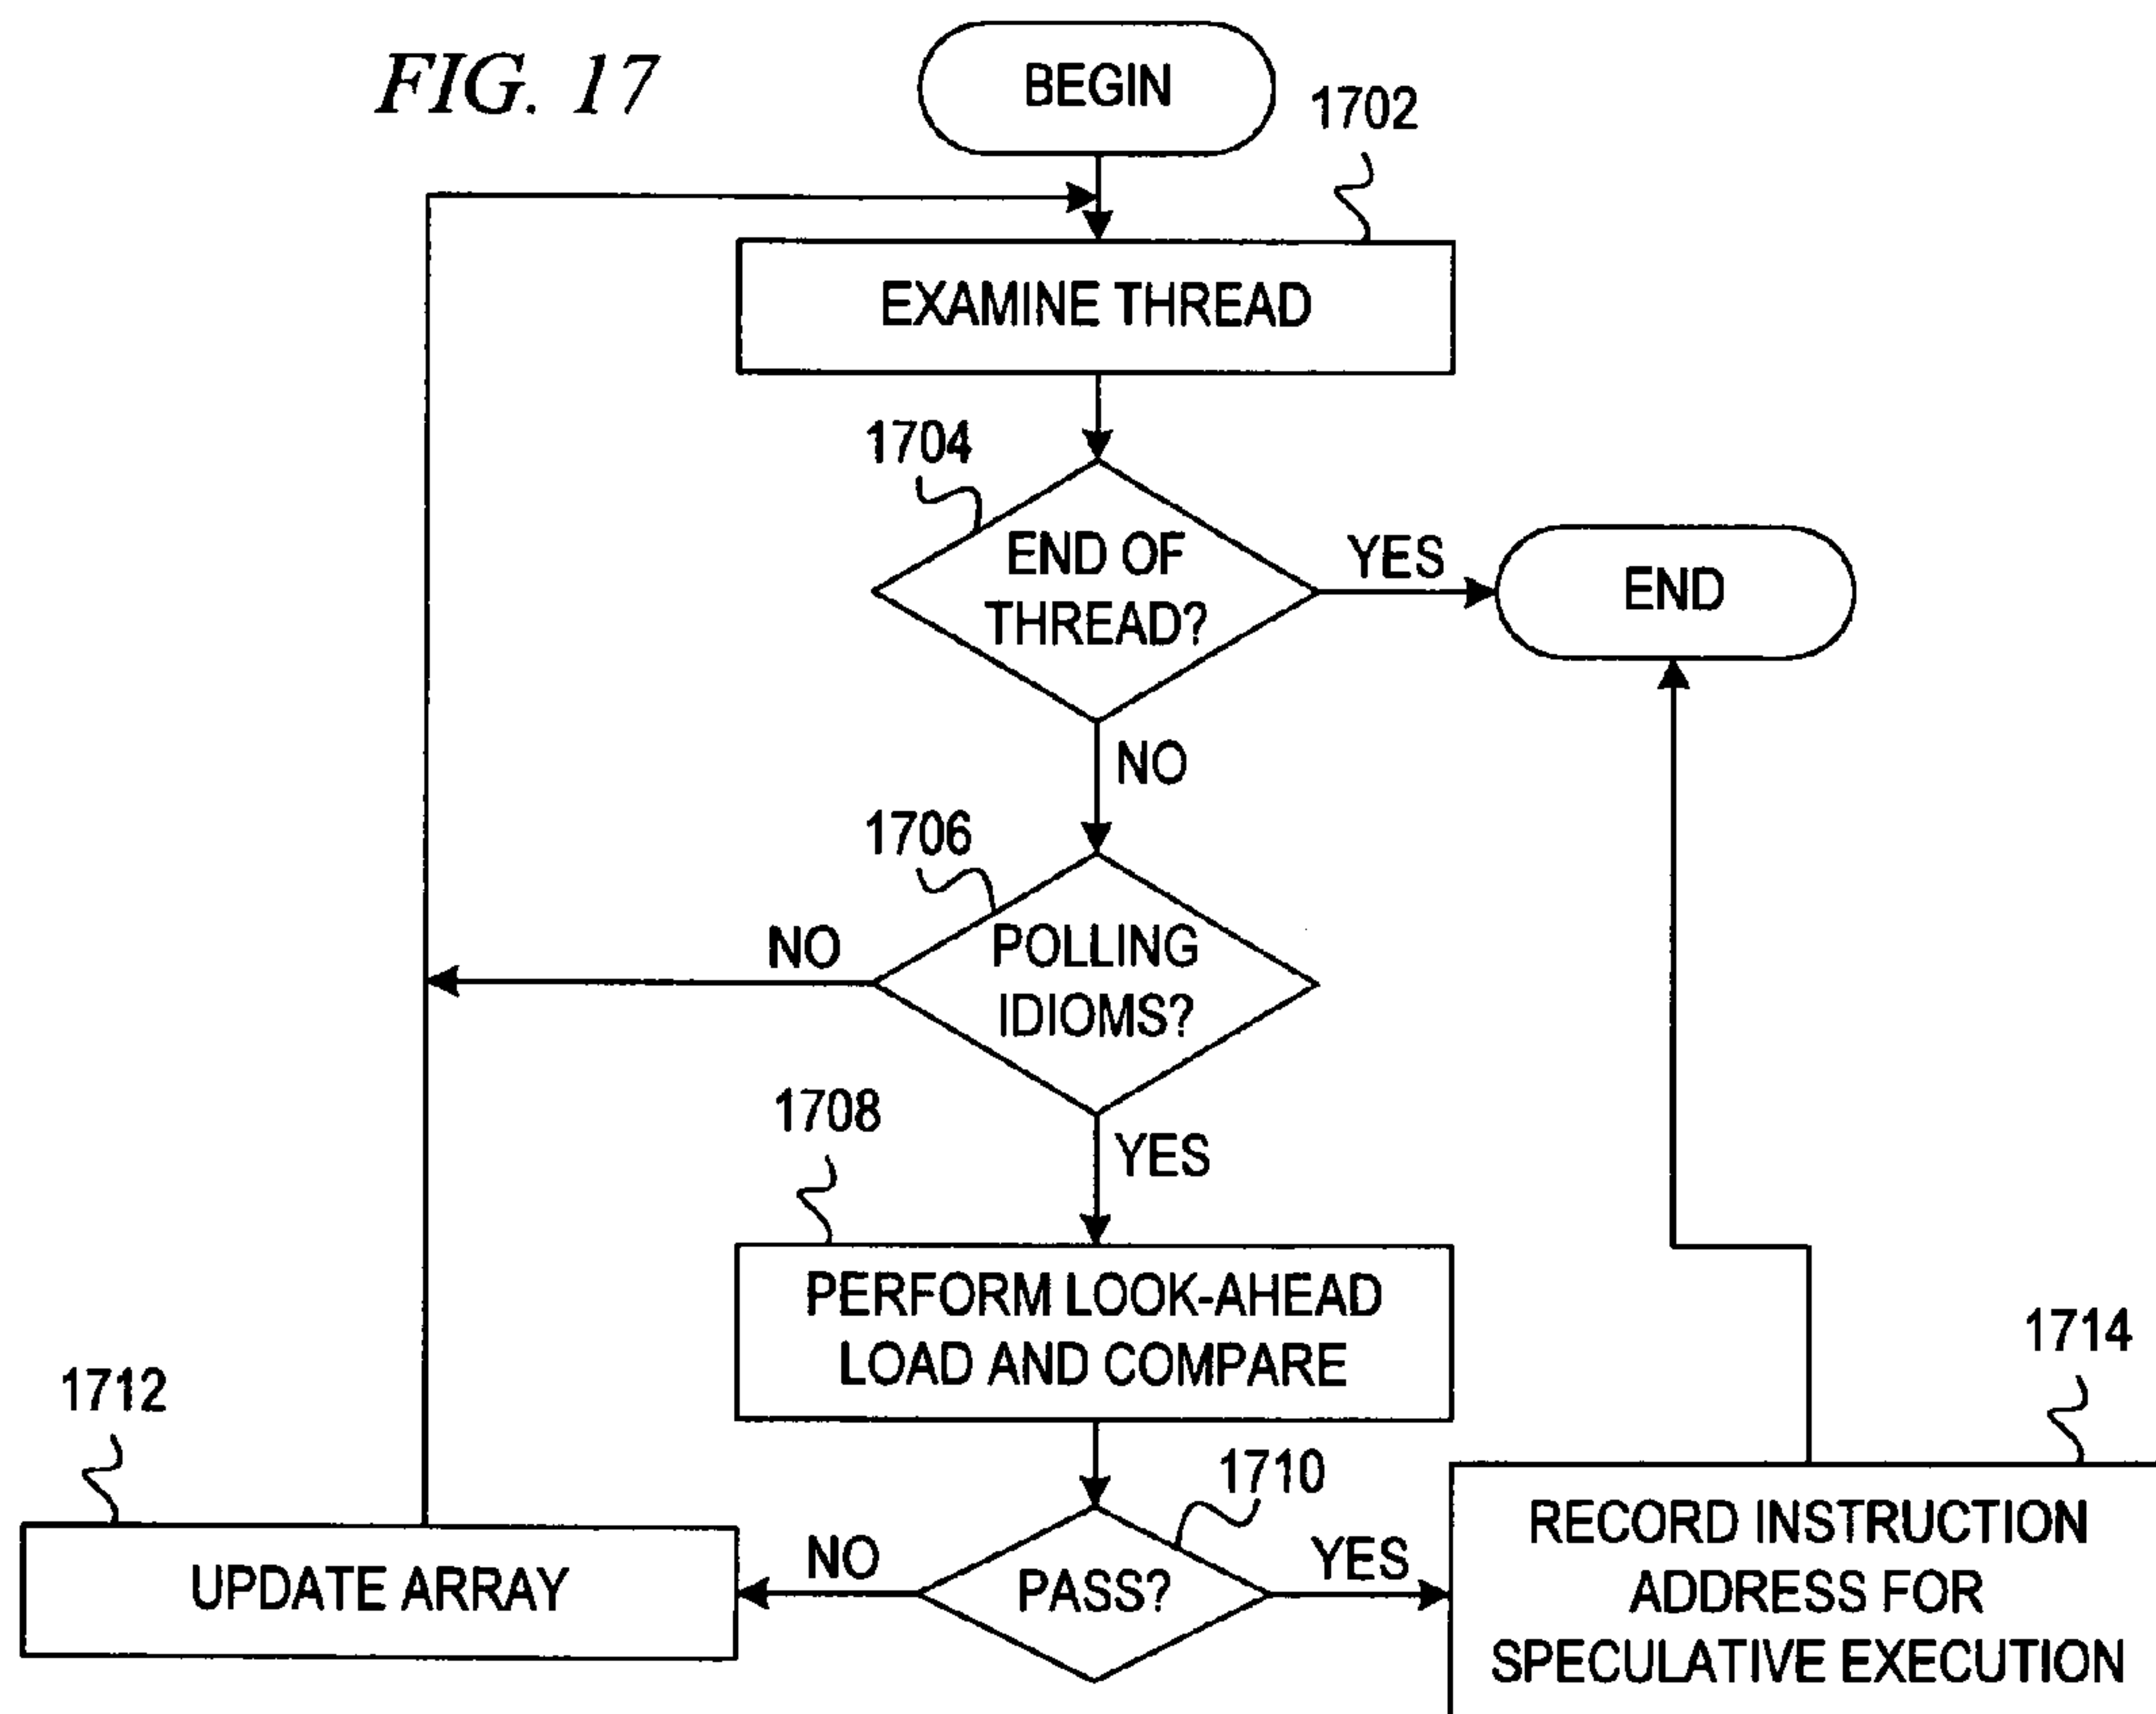 FIG. 17
BEGIN
1702
EXAMINE THREAD
1704
END OF
THREAD?
YES
END
NO
1706
POLLING
IDIOMS?
NO
YES
1708
PERFORM LOOK-AHEAD
LOAD AND COMPARE
1710
PASS?
NO
YES
1712
UPDATE ARRAY
1714
RECORD INSTRUCTION
ADDRESS FOR
SPECULATIVE EXECUTION